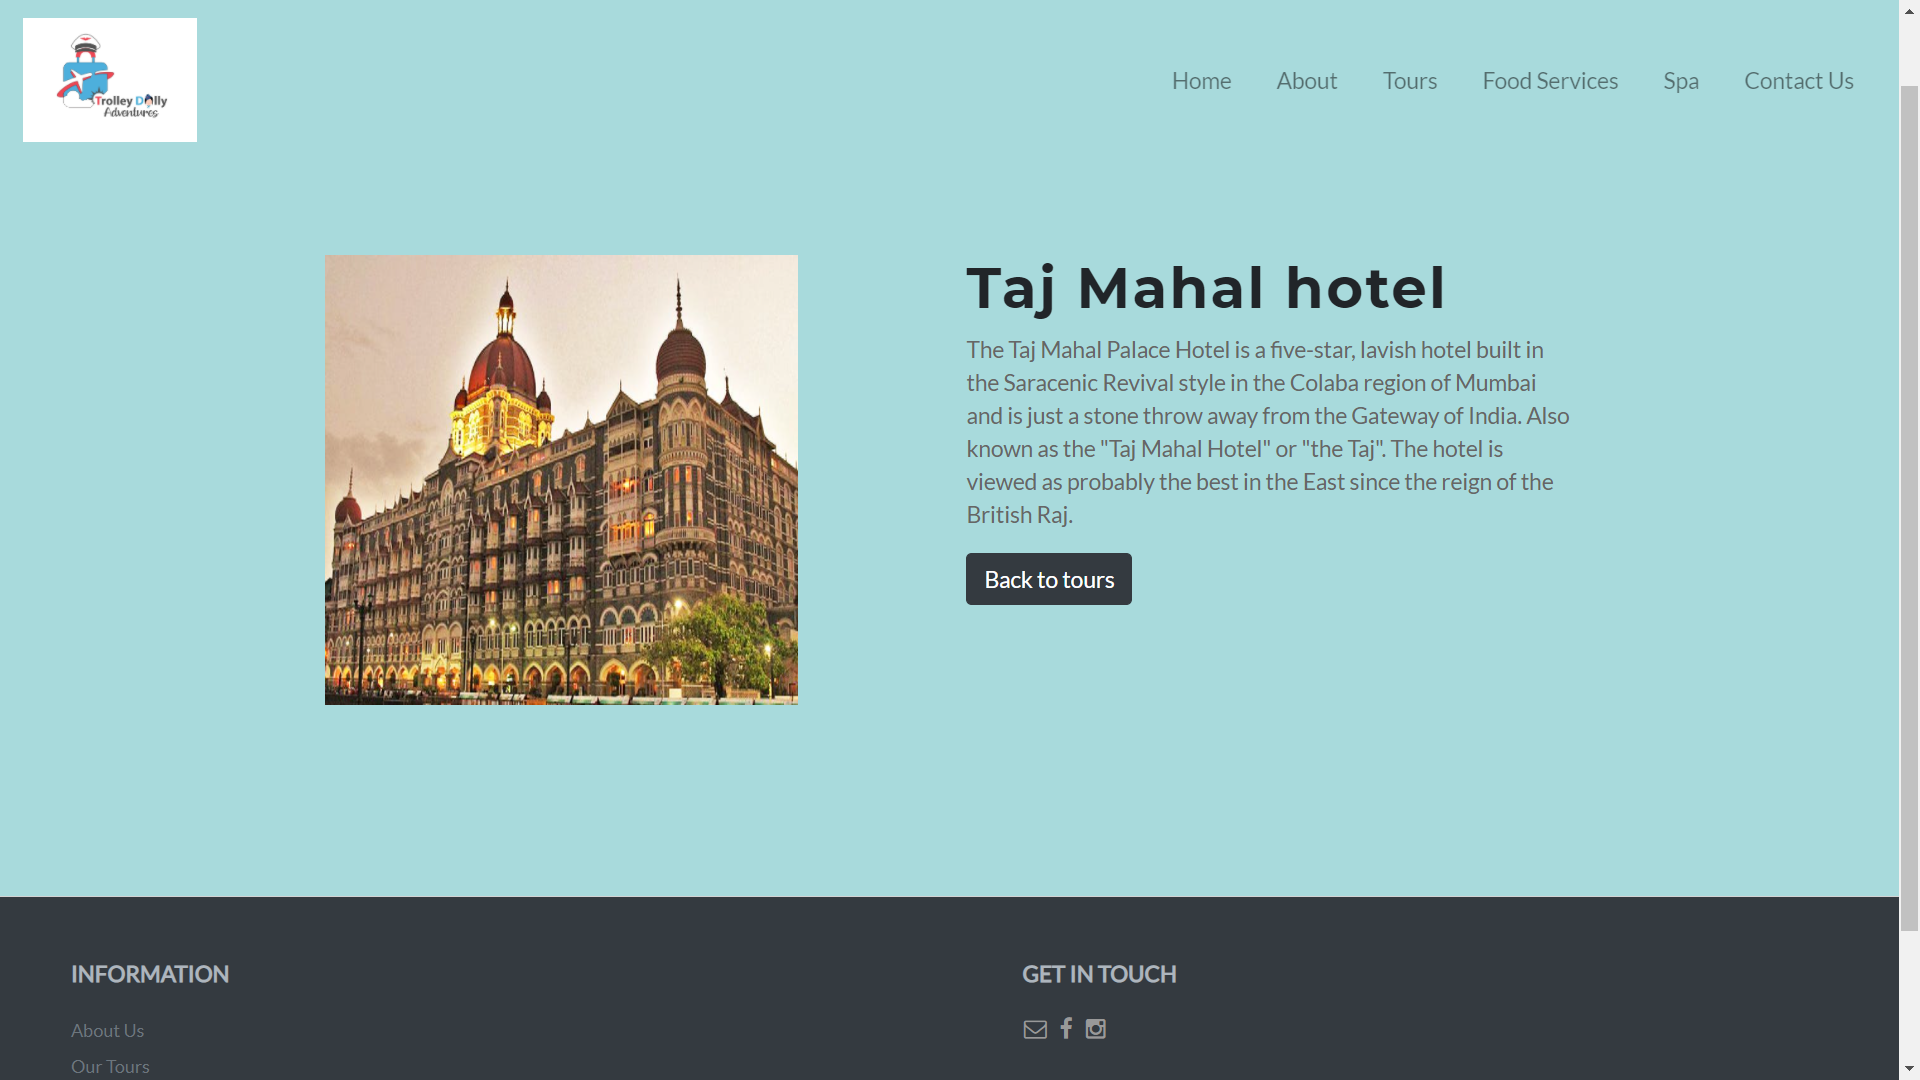 Trolley Dolly
Adventures
Home About Tours Food Services Spa Contact Us
Taj Mahal hotel
The Taj Mahal Palace Hotel is a five-star, lavish hotel built in
the Saracenic Revival style in the Colaba region of Mumbai
and is just a stone throw away from the Gateway of India. Also
known as the "Taj Mahal Hotel" or "the Taj". The hotel is
viewed as probably the best in the East since the reign of the
British Raj.
Back to tours
INFORMATION
About Us
Our Tours
GET IN TOUCH